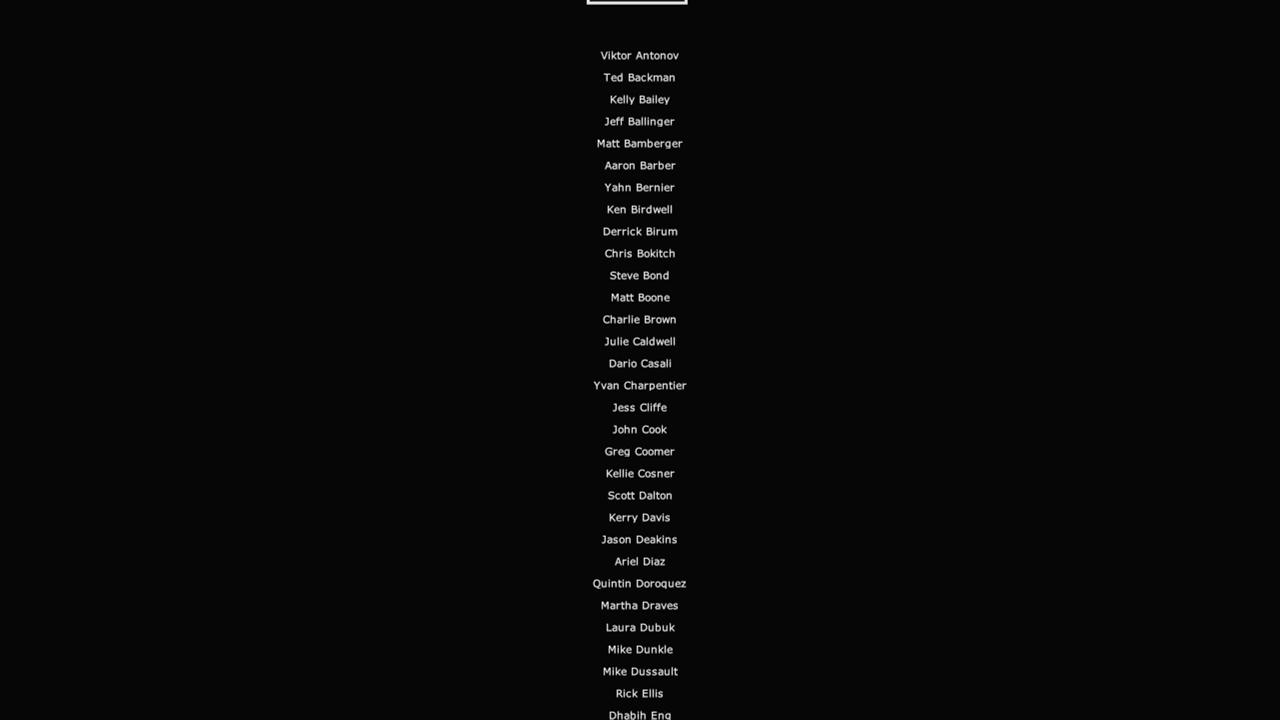 Viktor Antonov
Ted Backman
Kelly Bailey
Jeff Ballinger
Matt Bamberger
Aaron Barber
Yahn Bernier
Ken Birdwell
Derrick Birum
Chris Bokitch
Steve Bond
Matt Boone
Charlie Brown
Julie Caldwell
Dario Casali
Yvan Charpentier
Jess Cliffe
John Cook
Greg Coomer
Kellie Cosner
Scott Dalton
Kerry Davis
Jason Deakins
Ariel Diaz
Quintin Doroquez
Martha Draves
Laura Dubuk
Mike Dunkle
Mike Dussault
Rick Ellis
Dhabih Eng